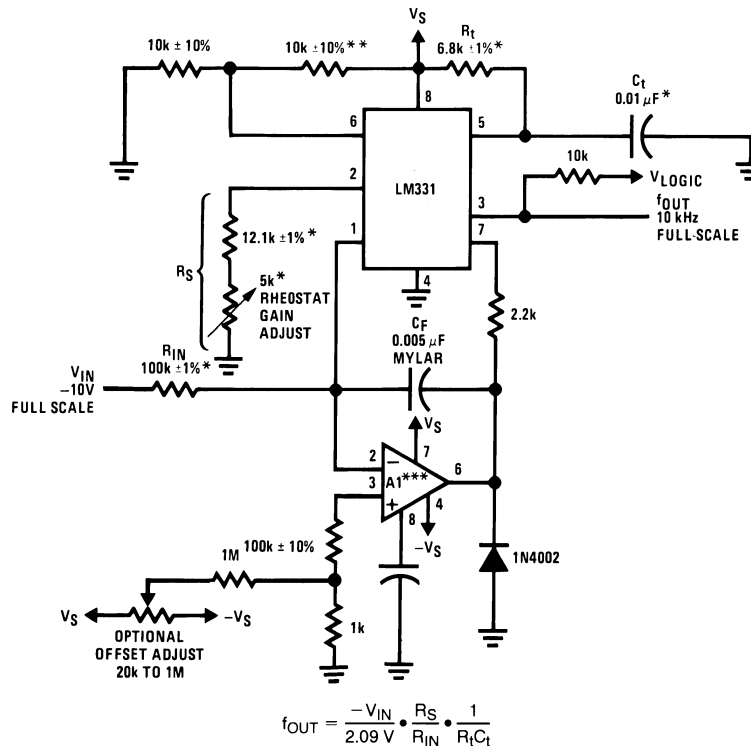 VS
10k ± 10%
10k ± 10%**
Rt
6.8k ± 1%*
Ct
0.01 μF*
8
6
5
2
LM331
10k
VLOGIC
3
fOUT
10 kHz
FULL-SCALE
1
7
4
12.1k ±1%*
RS
5k*
RHEOSTAT
GAIN
ADJUST
2.2k
CF
0.005 μF
MYLAR
RIN
100k ±1%*
VIN
–10V
FULL SCALE
VS
7
2
–
6
3
A1***
+
4
8
–VS
100k ± 10%
1M
1N4002
VS
–VS
1k
OPTIONAL
OFFSET ADJUST
20k TO 1M
fOUT = −VIN / 2.09 V • RS / RIN • 1 / RtCt